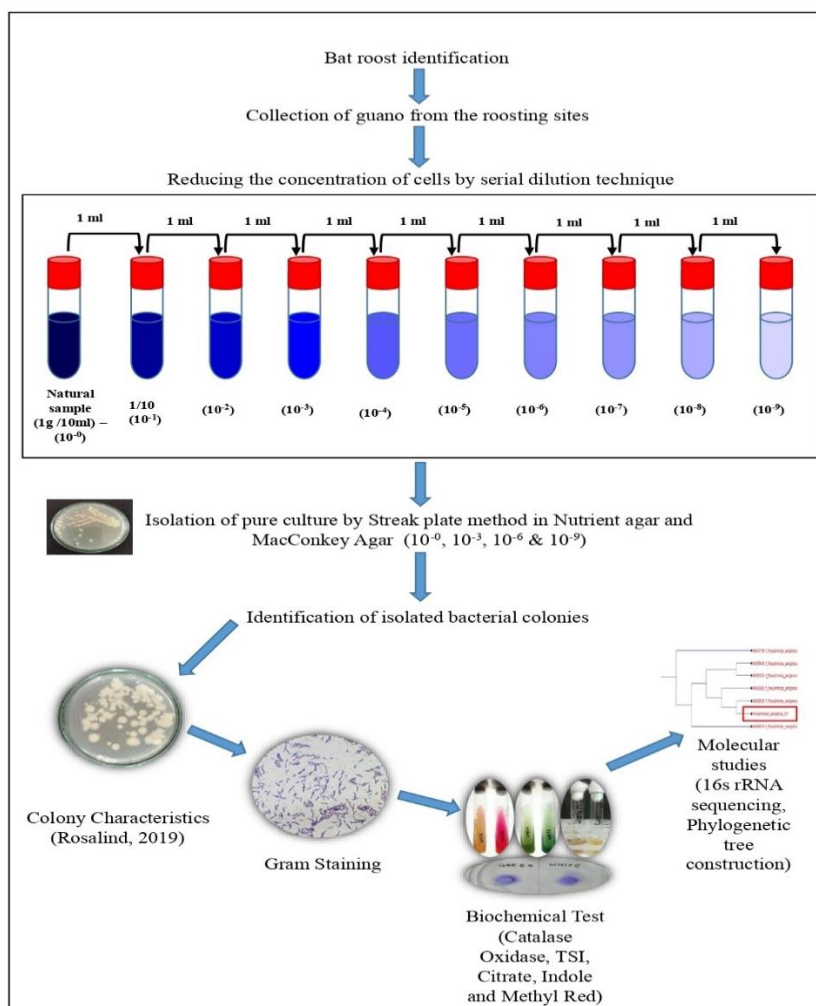 Bat roost identification
Collection of guano from the roosting sites
Reducing the concentration of cells by serial dilution technique
1 ml 1 ml 1 ml 1 ml 1 ml 1 ml 1 ml 1 ml 1 ml
Natural
sample
(1g /10ml) –
(10⁻⁰)
1/10
(10⁻¹)
(10⁻²)
(10⁻³)
(10⁻⁴)
(10⁻⁵)
(10⁻⁶)
(10⁻⁷)
(10⁻⁸)
(10⁻⁹)
Isolation of pure culture by Streak plate method in Nutrient agar and
MacConkey Agar (10⁻⁰, 10⁻³, 10⁻⁶ & 10⁻⁹)
Identification of isolated bacterial colonies
Colony Characteristics
(Rosalind, 2019)
Gram Staining
Biochemical Test
(Catalase
Oxidase, TSI,
Citrate, Indole
and Methyl Red)
Molecular
studies
(16s rRNA
sequencing,
Phylogenetic
tree
construction)